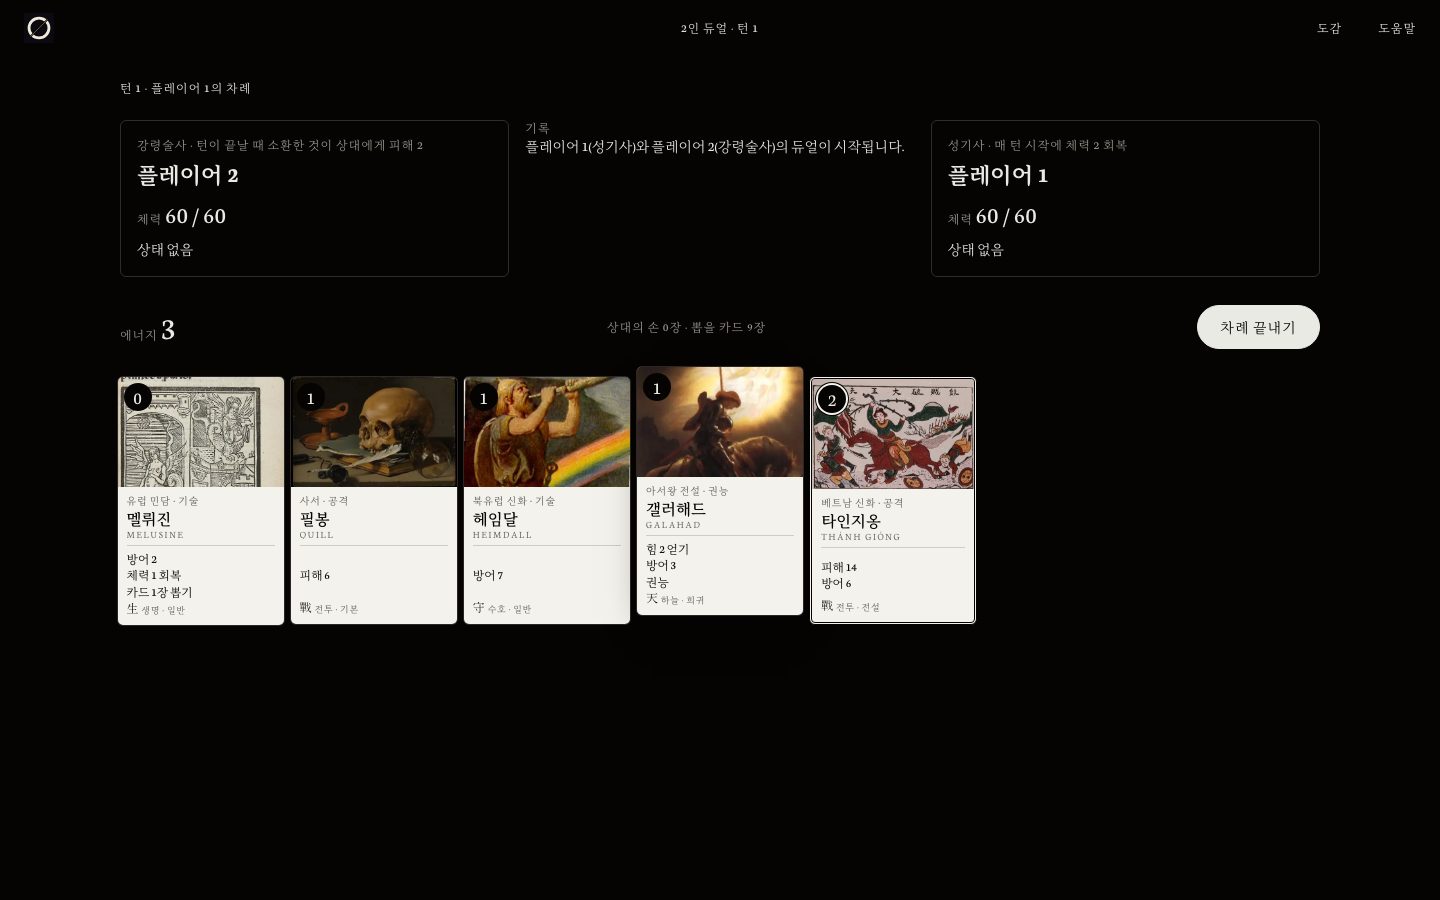 2인 듀얼 · 턴 1
도감
도움말
턴 1 · 플레이어 1의 차례
강령술사 · 턴이 끝날 때 소환한 것이 상대에게 피해 2
플레이어 2
체력 60 / 60
상태 없음
기록
플레이어 1(성기사)와 플레이어 2(강령술사)의 듀얼이 시작됩니다.
성기사 · 매 턴 시작에 체력 2 회복
플레이어 1
체력 60 / 60
상태 없음
에너지 3
상대의 손 0장 · 뽑을 카드 9장
차례 끝내기
0
유럽 민담 · 기술
멜뤼진
MELUSINE
방어 2
체력 1 회복
카드 1장 뽑기
生 생명 · 일반
1
사서 · 공격
필봉
QUILL
피해 6
戰 전투 · 기본
1
북유럽 신화 · 기술
헤임달
HEIMDALL
방어 7
守 수호 · 일반
1
아서왕 전설 · 권능
갤러해드
GALAHAD
힘 2 얻기
방어 3
권능
天 하늘 · 희귀
2
베트남 신화 · 공격
타인지옹
THÁNH GIÓNG
피해 14
방어 6
戰 전투 · 전설